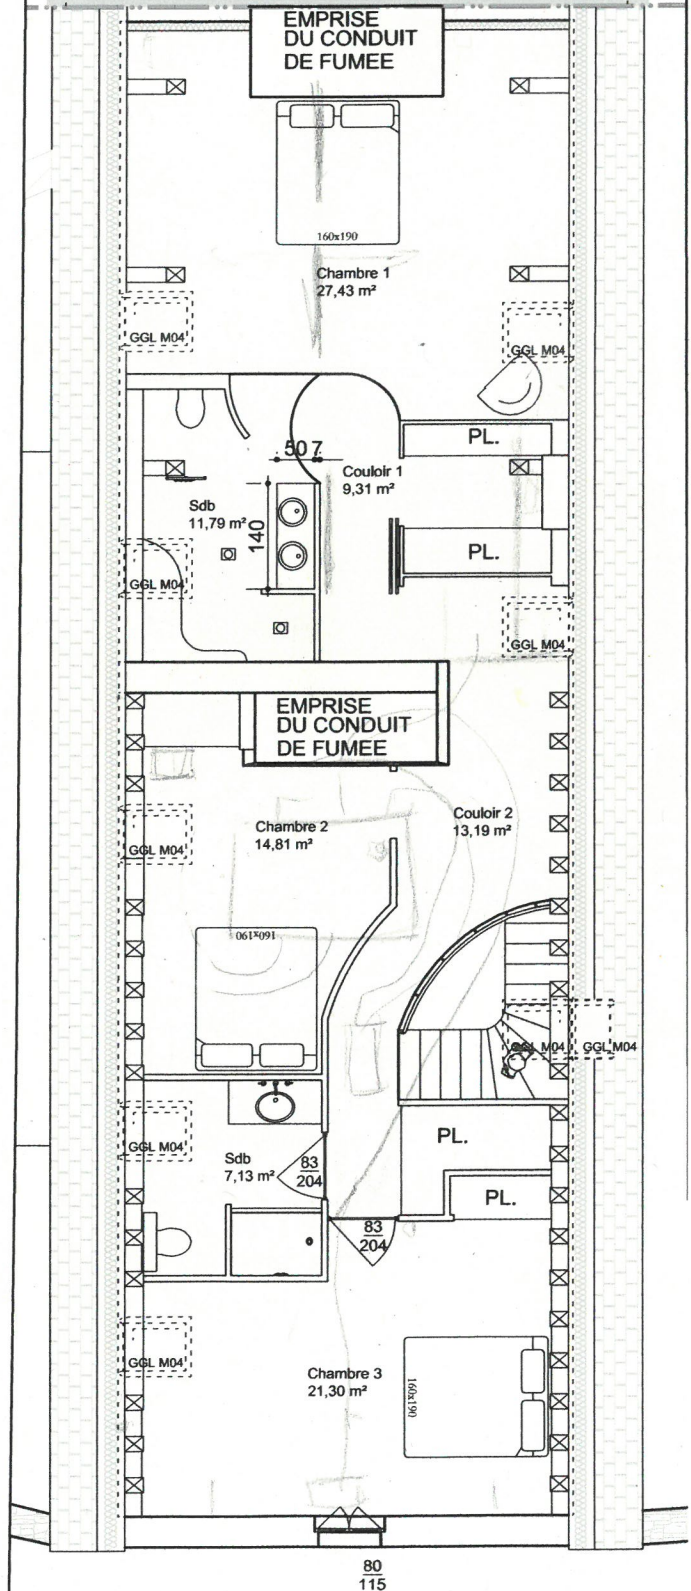 EMPRISE
DU CONDUIT
DE FUMEE
160x190
Chambre 1
27,43 m²
GGL M04
GGL M04
PL.
50 7
Couloir 1
9,31 m²
Sdb
11,79 m²
140
PL.
GGL M04
GGL M04
EMPRISE
DU CONDUIT
DE FUMEE
Couloir 2
13,19 m²
Chambre 2
14,81 m²
GGL M04
160x190
GGL M04
GGL M04
PL.
GGL M04
Sdb
7,13 m²
83
204
PL.
83
204
GGL M04
Chambre 3
21,30 m²
160x190
80
115